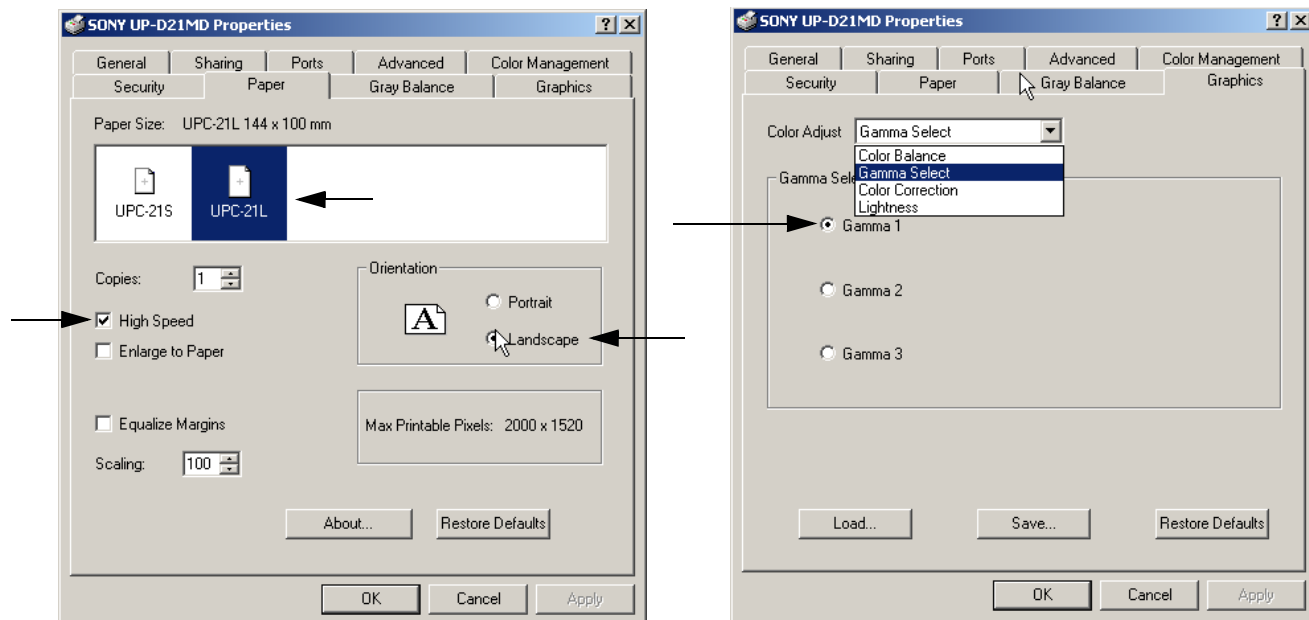 SONY UP-D21MD Properties
General Sharing Ports Advanced Color Management
Security Paper Gray Balance Graphics
Paper Size: UPC-21L 144 x 100 mm
UPC-21S UPC-21L
Copies: 1
High Speed
Enlarge to Paper
Orientation
A
Portrait
Landscape
Equalize Margins
Scaling: 100
Max Printable Pixels: 2000 x 1520
About... Restore Defaults
OK Cancel Apply
SONY UP-D21MD Properties
General Sharing Ports Advanced Color Management
Security Paper Gray Balance Graphics
Color Adjust Gamma Select
Color Balance
Gamma Select
Color Correction
Lightness
Gamma Sele
Gamma 1
Gamma 2
Gamma 3
Load... Save... Restore Defaults
OK Cancel Apply